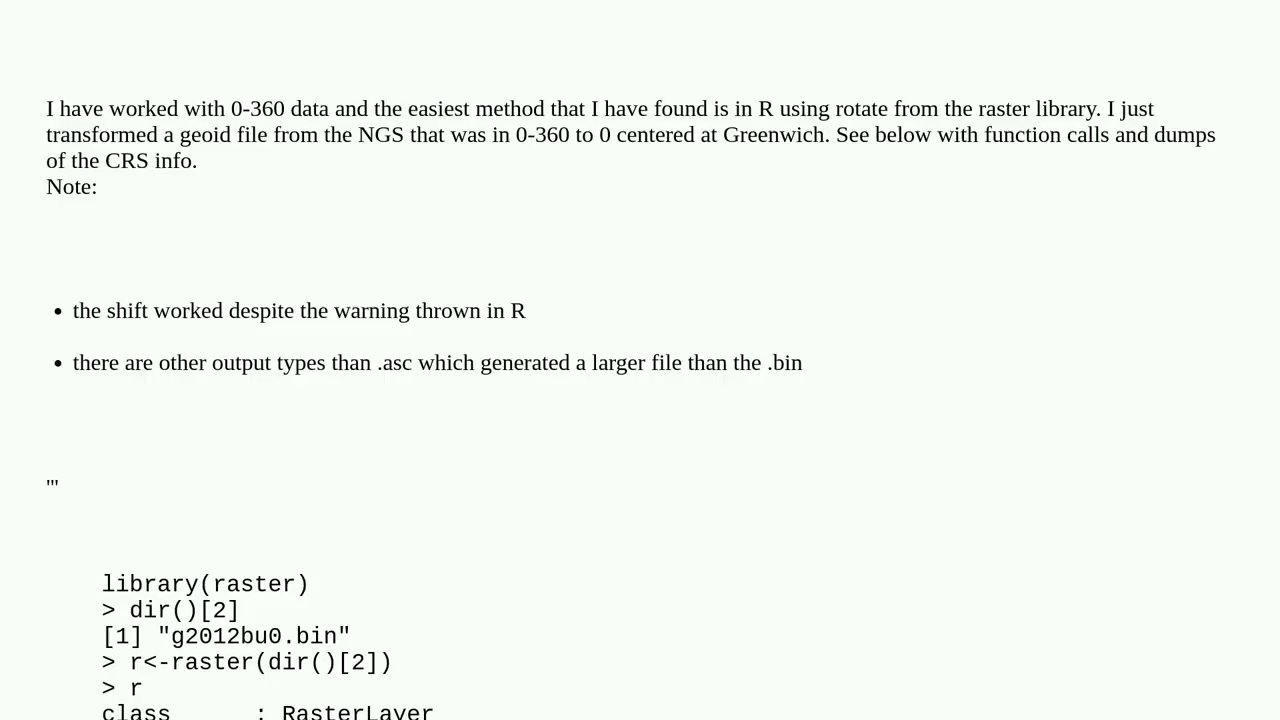 I have worked with 0-360 data and the easiest method that I have found is in R using rotate from the raster library. I just
transformed a geoid file from the NGS that was in 0-360 to 0 centered at Greenwich. See below with function calls and dumps
of the CRS info.
Note:
• the shift worked despite the warning thrown in R
• there are other output types than .asc which generated a larger file than the .bin
'''
library(raster)
> dir()[2]
[1] "g2012bu0.bin"
> r<-raster(dir()[2])
> r
class      : RasterLayer